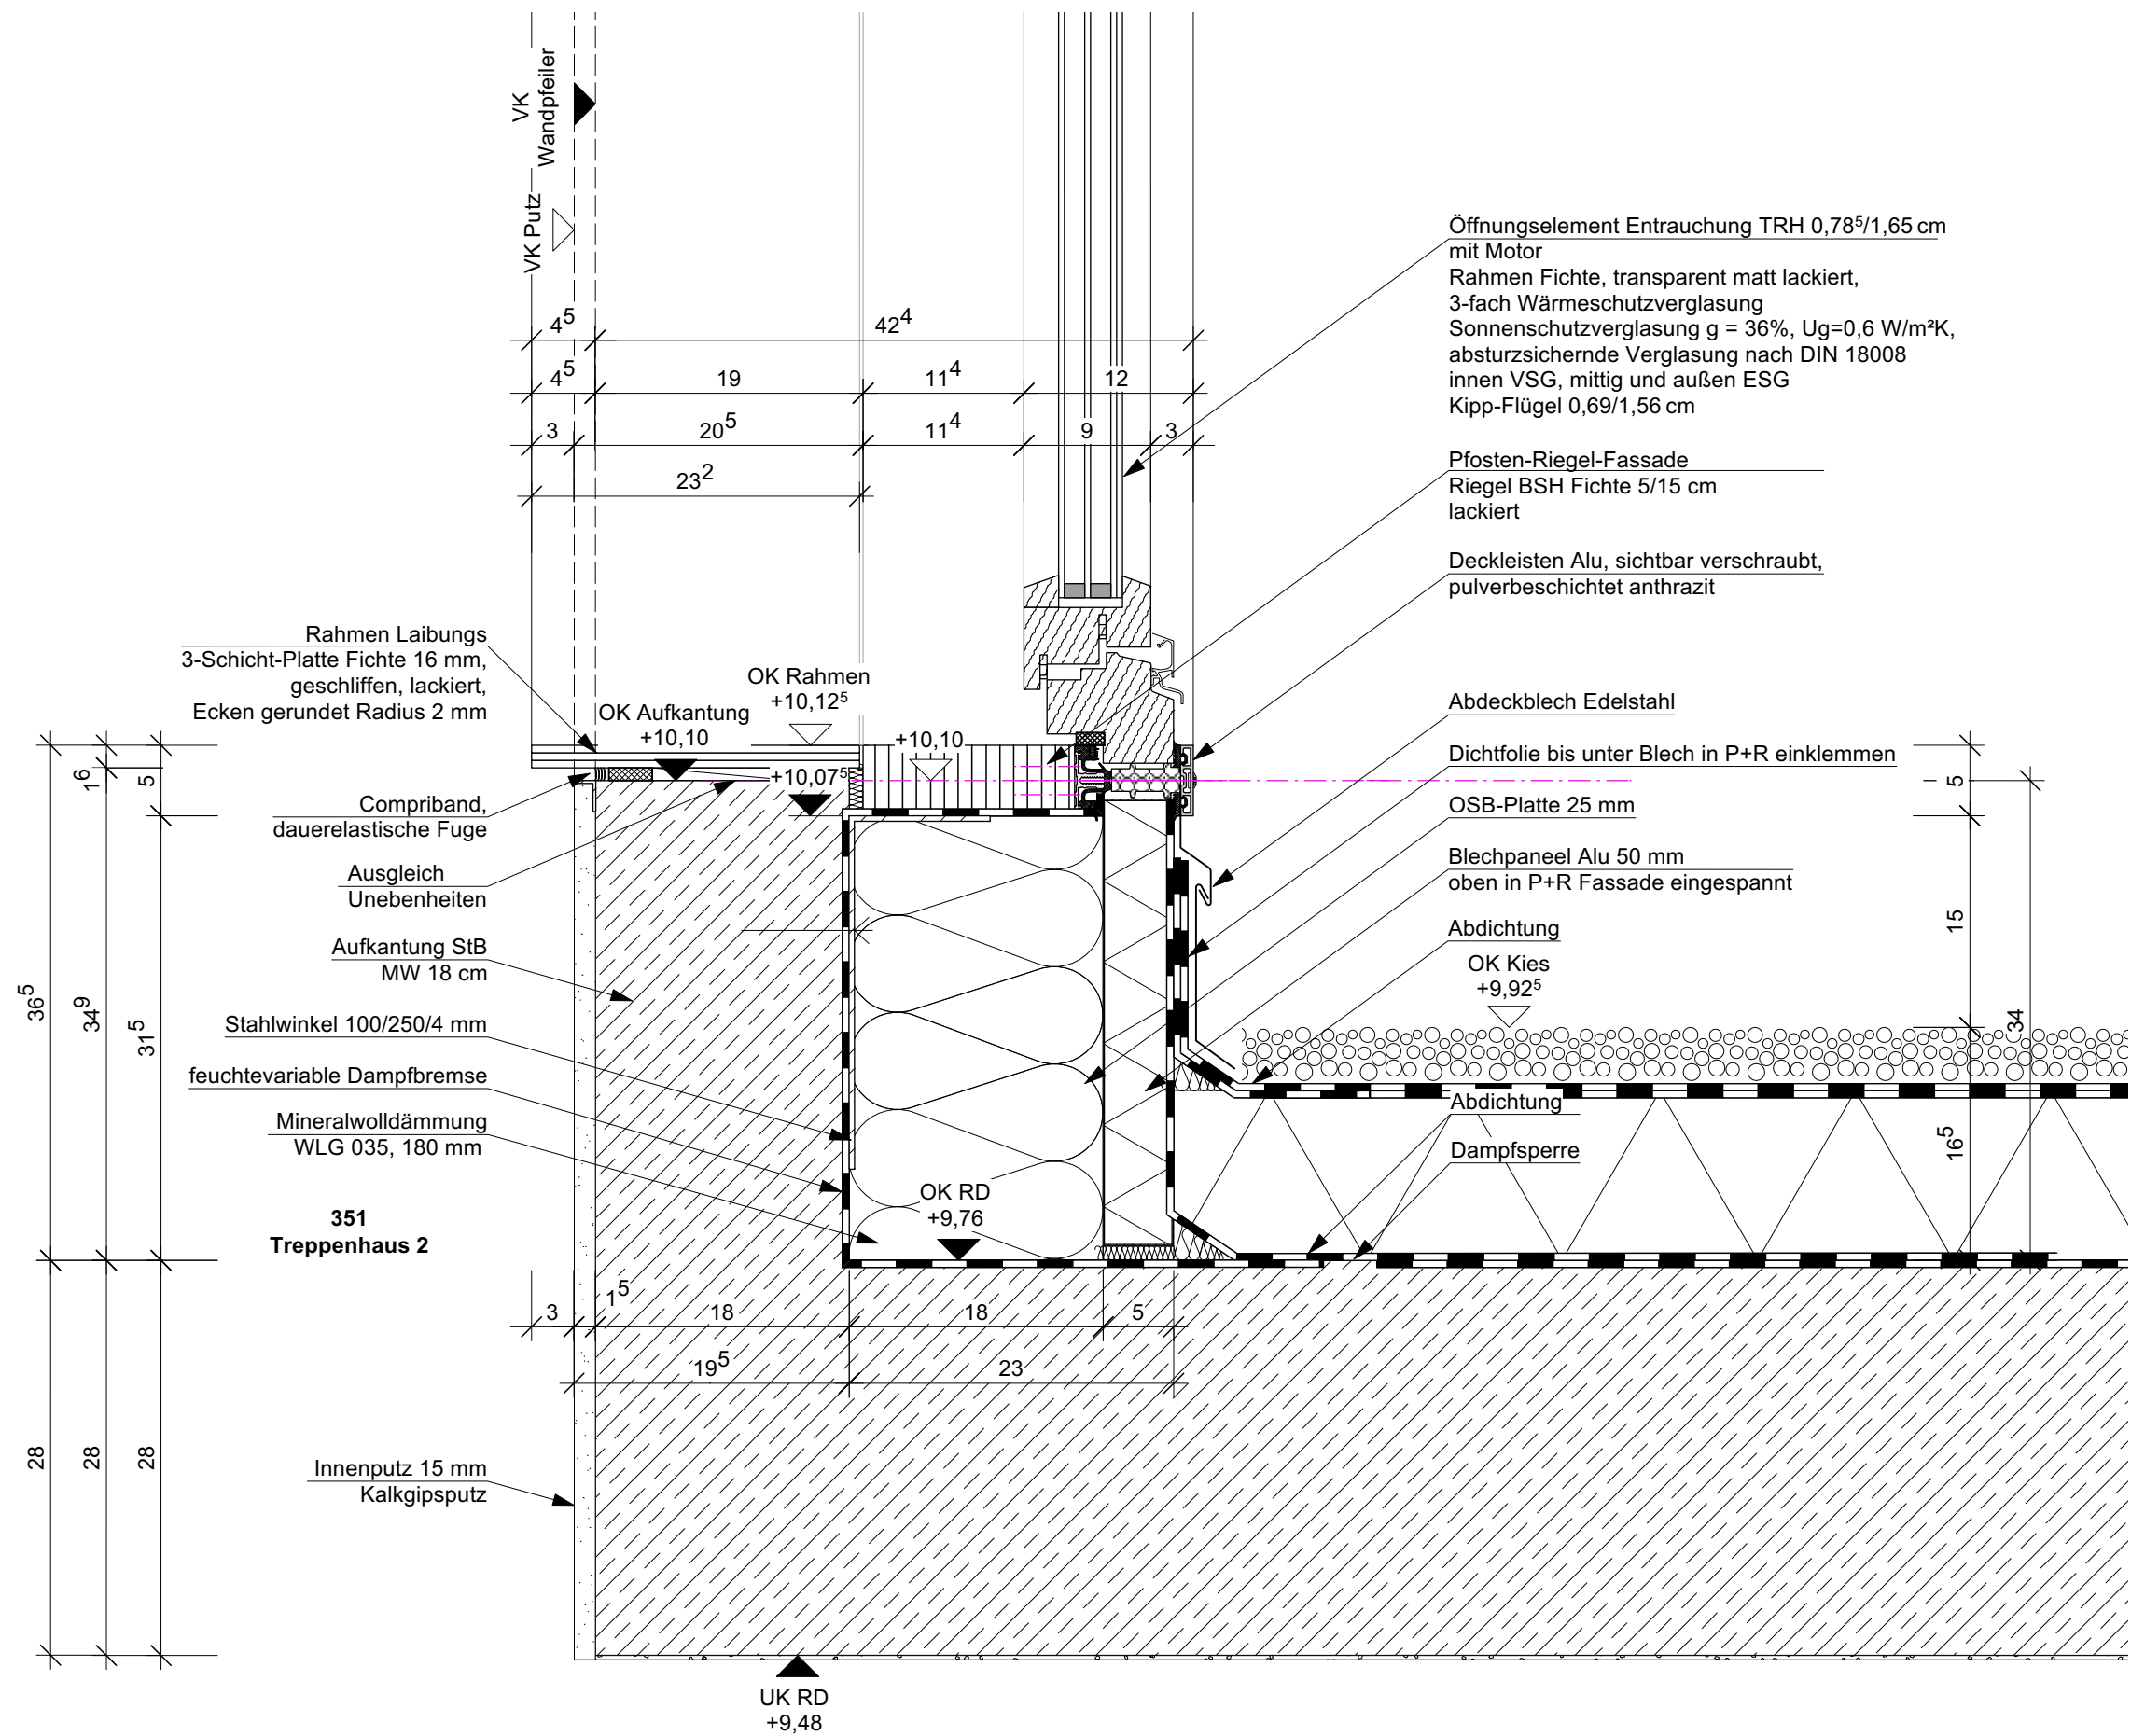 VK
Wandpfeiler
VK Putz
4⁵
42⁴
4⁵
19
11⁴
12
3
20⁵
11⁴
9
3
23²
Öffnungselement Entrauchung TRH 0,78⁵/1,65 cm
mit Motor
Rahmen Fichte, transparent matt lackiert,
3-fach Wärmeschutzverglasung
Sonnenschutzverglasung g = 36%, Ug=0,6 W/m²K,
absturzsichernde Verglasung nach DIN 18008
innen VSG, mittig und außen ESG
Kipp-Flügel 0,69/1,56 cm
Pfosten-Riegel-Fassade
Riegel BSH Fichte 5/15 cm
lackiert
Deckleisten Alu, sichtbar verschraubt,
pulverbeschichtet anthrazit
Abdeckblech Edelstahl
Dichtfolie bis unter Blech in P+R einklemmen
OSB-Platte 25 mm
Blechpaneel Alu 50 mm
oben in P+R Fassade eingespannt
Abdichtung
OK Kies
+9,92⁵
Abdichtung
Dampfsperre
Rahmen Laibungs
3-Schicht-Platte Fichte 16 mm,
geschliffen, lackiert,
Ecken gerundet Radius 2 mm
OK Aufkantung
+10,10
OK Rahmen
+10,12⁵
+10,10
+10,07⁵
Compriband,
dauerelastische Fuge
Ausgleich
Unebenheiten
Aufkantung StB
MW 18 cm
Stahlwinkel 100/250/4 mm
feuchtevariable Dampfbremse
Mineralwolldämmung
WLG 035, 180 mm
351
Treppenhaus 2
OK RD
+9,76
Innenputz 15 mm
Kalkgipsputz
UK RD
+9,48
36⁵
28
1⁶
34⁹
28
5
31⁵
28
3
1⁵
18
18
5
19⁵
23
5
15
16⁵
34